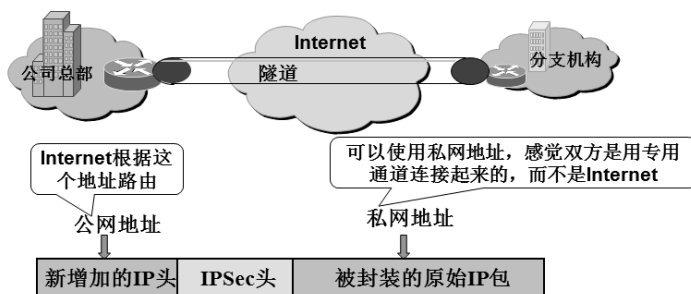 Internet
公司总部
隧道
分支机构
Internet根据这
个地址路由
可以使用私网地址，感觉双方是用专用
通道连接起来的，而不是Internet
公网地址
私网地址
新增加的IP头
IPSec头
被封装的原始IP包